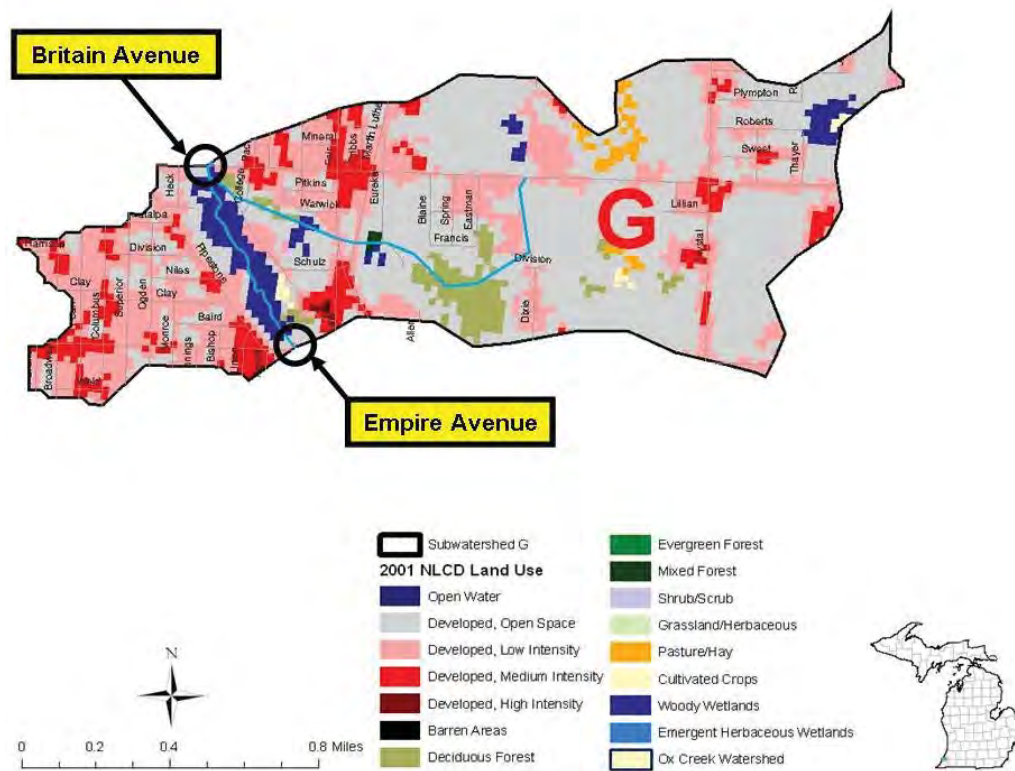 Britain Avenue
Plympton
Roberts
Sweet
Thayer
Mineral
Pitkins
Warwick
Eureka
College
Heck
Lillian
G
Blaine
Spring
Eastman
Francis
Division
Division
Schulz
Pipestone
Niles
Clay
Clay
Columbus
Superior
Ogden
Monroe
Baird
Bishop
Union
Dixie
Empire Avenue
Subwatershed G
2001 NLCD Land Use
Open Water
Developed, Open Space
Developed, Low Intensity
Developed, Medium Intensity
Developed, High Intensity
Barren Areas
Deciduous Forest
Evergreen Forest
Mixed Forest
Shrub/Scrub
Grassland/Herbaceous
Pasture/Hay
Cultivated Crops
Woody Wetlands
Emergent Herbaceous Wetlands
Ox Creek Watershed
N
0 0.2 0.4 0.8 Miles